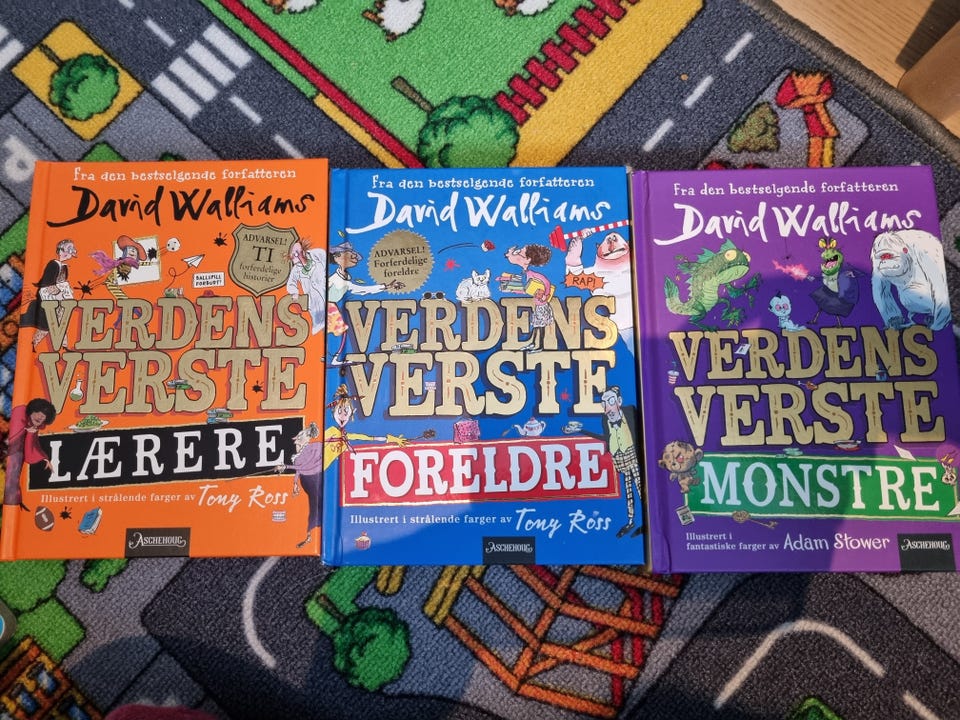 Fra den bestselgende forfatteren
David Walliams
ADVARSEL!
TI
forferdelige
historier
BALLSPILL
FORBUDT!
VERDENS
VERSTE
LÆRERE
Illustrert i strålende farger av Tony Ross
ASCHEHOUG
Fra den bestselgende forfatteren
David Walliams
ADVARSEL!
Forferdelige
foreldre
RAP!
VERDENS
VERSTE
FORELDRE
Illustrert i strålende farger av Tony Ross
ASCHEHOUG
Fra den bestselgende forfatteren
David Walliams
VERDENS
VERSTE
MONSTRE
Illustrert i
fantastiske farger av Adam Stower
ASCHEHOUG
P